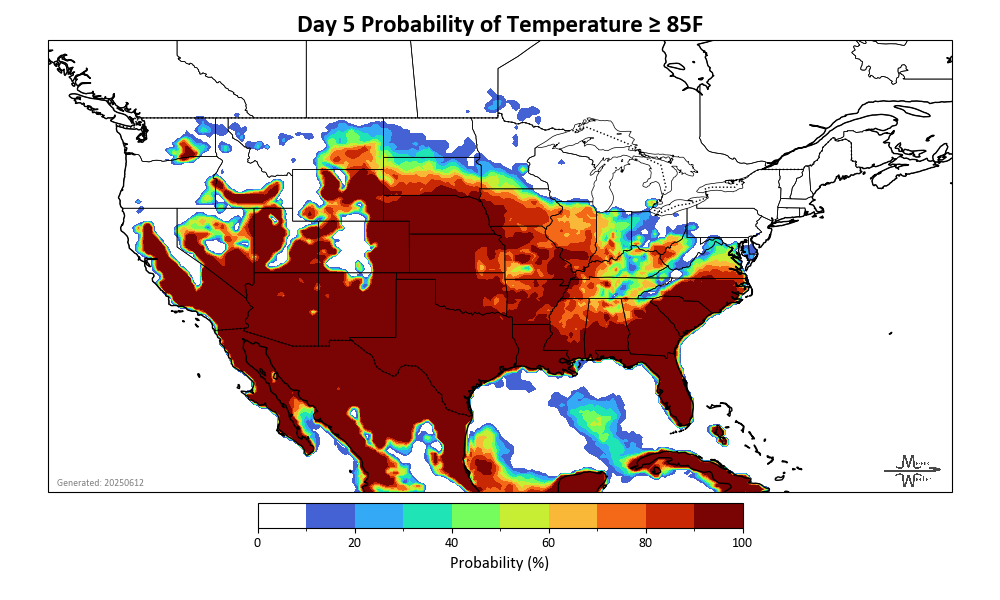 Day 5 Probability of Temperature ≥ 85F
Generated: 20250612
0 20 40 60 80 100
Probability (%)